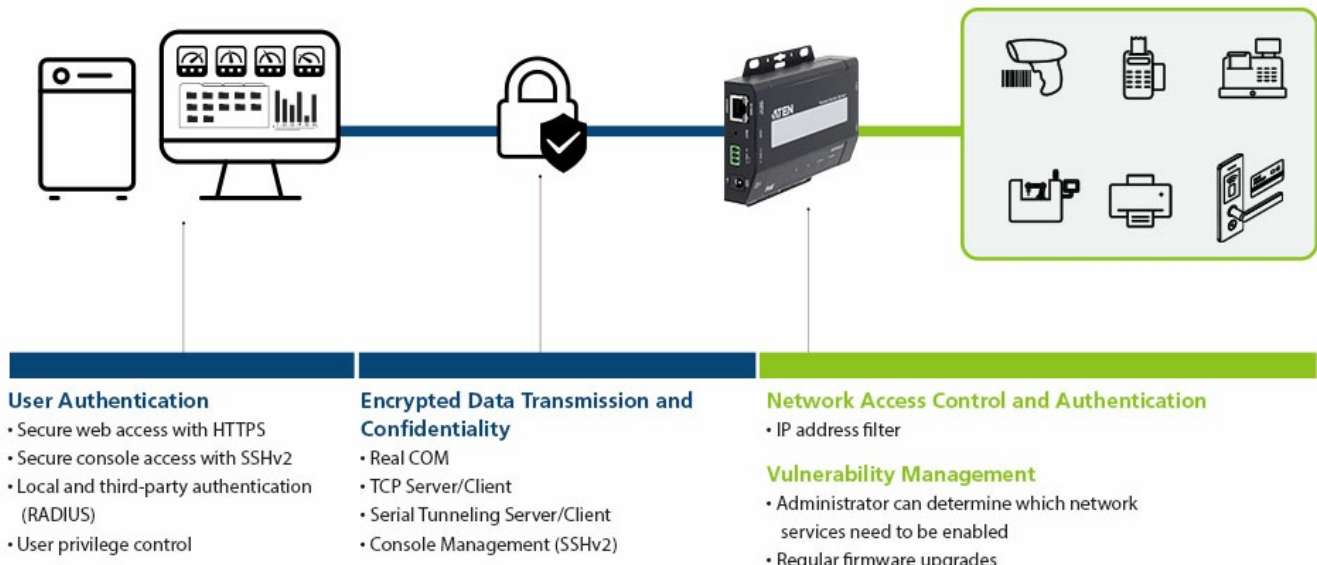 ATEN
User Authentication
• Secure web access with HTTPS
• Secure console access with SSHv2
• Local and third-party authentication
(RADIUS)
• User privilege control
Encrypted Data Transmission and
Confidentiality
• Real COM
• TCP Server/Client
• Serial Tunneling Server/Client
• Console Management (SSHv2)
Network Access Control and Authentication
• IP address filter
Vulnerability Management
• Administrator can determine which network
services need to be enabled
• Regular firmware upgrades